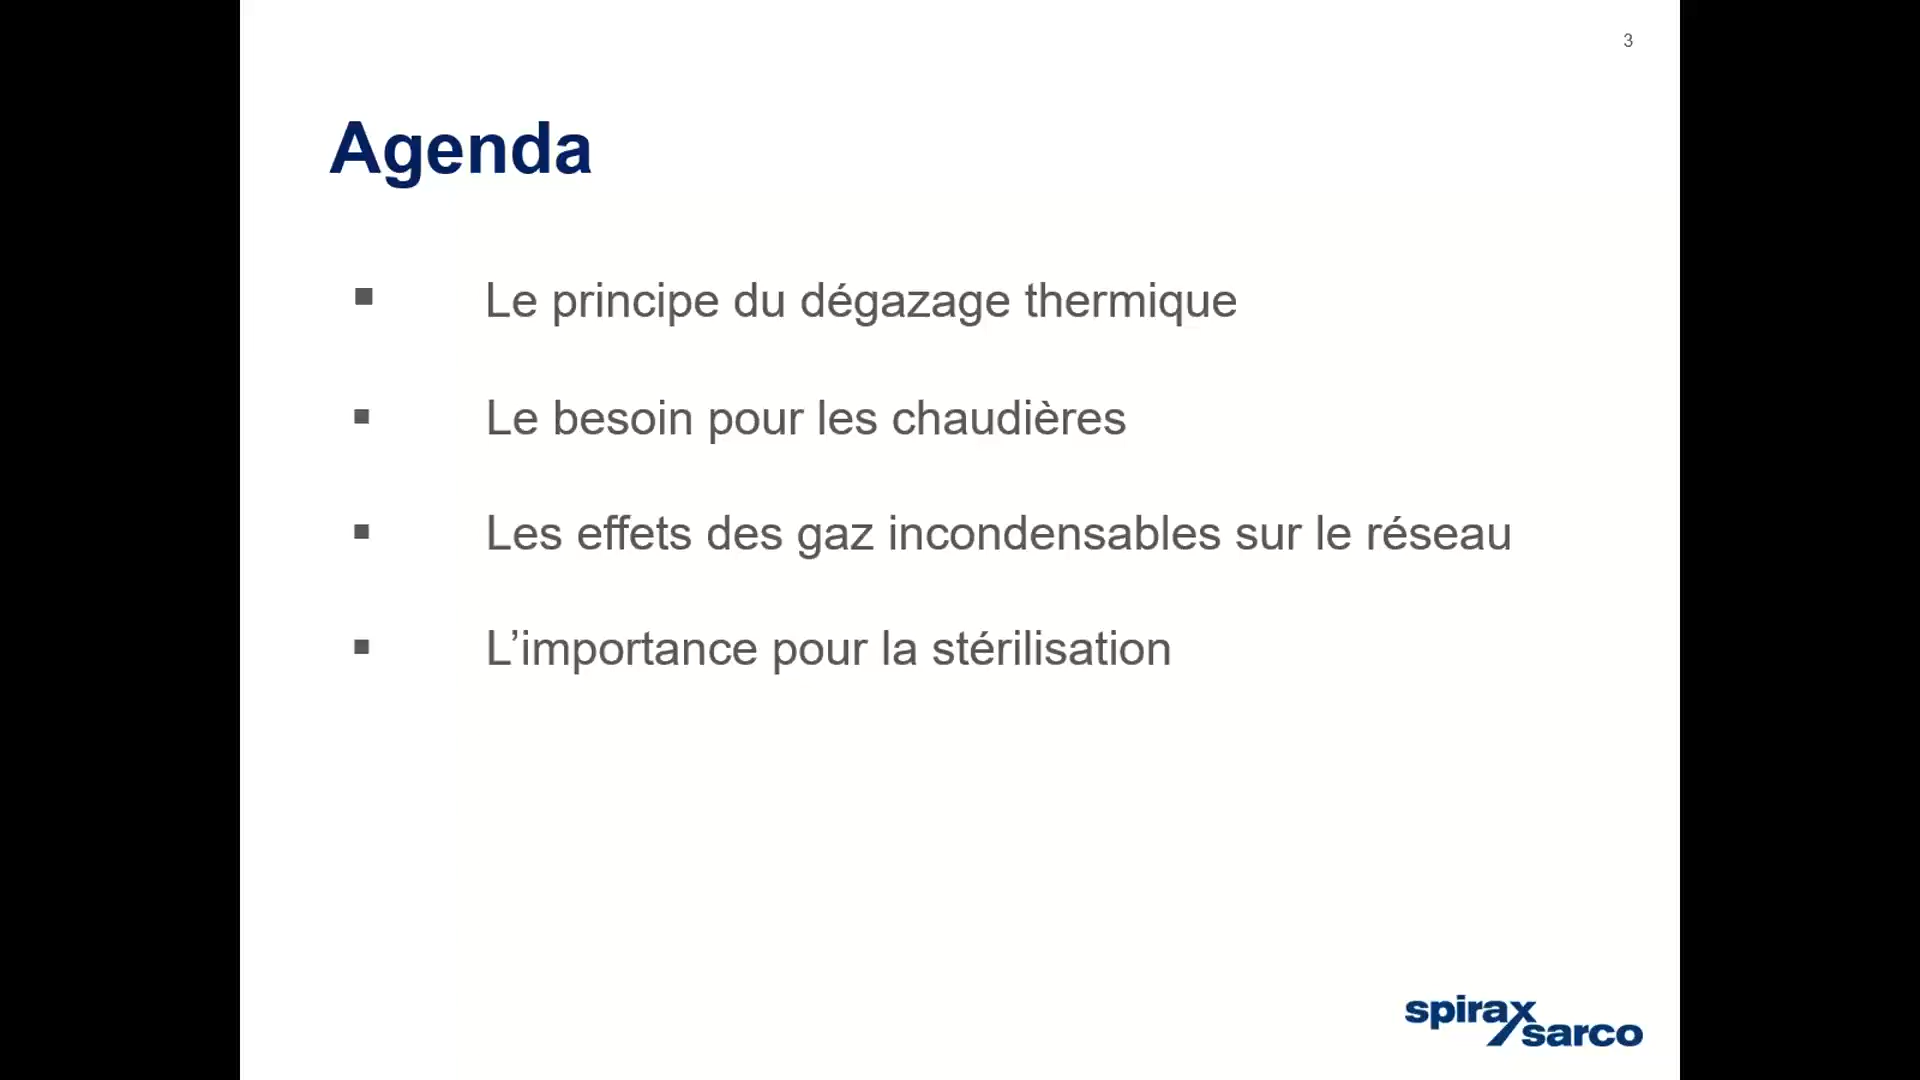 3
Agenda
▪ Le principe du dégazage thermique
▪ Le besoin pour les chaudières
▪ Les effets des gaz incondensables sur le réseau
▪ L’importance pour la stérilisation
spirax
sarco